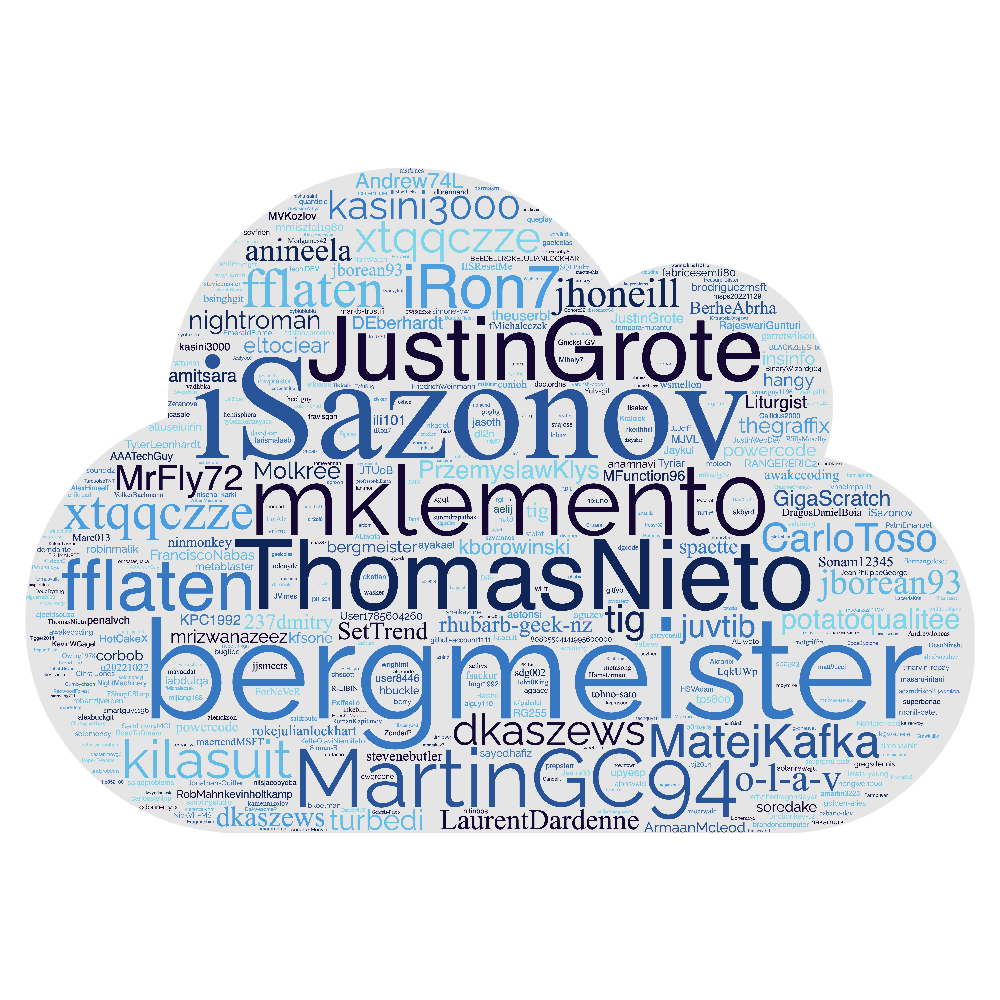 msftrncs
Andrew74L
hannasm
colemuel
MoeBuckz
dbrennand
nishu-saini
quanticle
kasini3000
AlHakimYahya
conclavia
MVKozlov
queglay
mmisztal1980
xtqqczze
soyfrien
Rick-Anderson
chrullrich
AtariDreams
Modgames42
gaelcolas
anineela
andrewsuh98
NaitWatch
Haraven
BEEDELLROKEJULIANLOCKHART
WillPittenger
leoniDEV
jborean93
iRon7
IISResetMe
SQLPadre
warmachine112112
mwilsonin
maettu-this
cloudhal
fabricesemti80
steviecoaster
fflaten
WeihanLi
kimsey0
saladproblems
Treasure-Blister
JohnLBevan
kwirkykat
jhoneill
brodriguezmsft
bsinghgit
msps20221129
Icybiubiubiu
markb-trustifi
TWiStErRob
simone-cw
Conorc32
disconnect3d
BerheAbrha
nightroman
DEberhardt
BartoszRojek
theuserbl
JustinGrote
KatsutoshiOtogawa
fMichaleczek
tempora-mutantur
RajeswariGunturi
syntax-tm
EmeraldFlame
tristanbarcelon
fredx30
JustinGrote
wmentha
garretwilson
kasini3000
eltociear
GnicksHGV
BLACKZEESHx
Andy-AO
Mihaly7
insinfo
WD1993
tapika
gerhard
BinaryWizard904
amitsara
jszabo98
nyanhp
ehmiiz
hangy
mwpreston
elksson
Thefrank
TofuBug
FriedrichWeinmann
m1k0net
conioh
doctordns
varunsh-coder
JamieMagee
wsmelton
vadhbka
leocoolmitra
Yulv-git
smartguy1196
zamothh
hwoodiwiss
iSazonov
Zetanova
JiriZidek
thecliguy
zivkan
okhoel
nohwnd
tlsalex
darg2012
Liturgist
aka13-404
Luiz-Monad
jcasale
hemisphera
travisgan
ili101
gogbg
petrj
heaths
Callidus2000
tylermontneyacc
nkadel
jasoth
suajose
Kralizek
thegraffix
alluseiuirin
david-tap
Bpoe
iRon7
zurcher
Tadas
dl2n
lclutz
rkeithhill
JJJcfff
farismalaeb
mjg59
MJVL
JustinWebDev
WillyMoselhy
TylerLeonhardt
rkasture
jidicula
dseynhae
Jaykul
powercode
29039
air2
AAATechGuy
rklec
justinetolin
tomeyerman
ryneandal
casterle
anamnavi
Tyriar
moloch--
RANGERERIC2
colinblaise
soundd2
MrFly72
Molkree
JTUoB
PrzemyslawKlys
MFunction96
mikaelg79
awakecoding
hemisphera
TurquoiseTNT
ddrown
professor-hillman
3N4N
AlexHimself
ian-mor
mklemento
RDIL
ChuckieChen945
vnadimpalli1
erikread
VolkerBachmann
nischal-karki
AlfianMusthofa
theebad
afvs1121
xgqt
rgl
a
nixuno
Pvsaraf
Ray0light
GigaScratch
xtqqczze
aelij
tig
akbyrd
DragosDanielBoia
iSazonov
LutAle
clr2of8
Terr4
surendrapathak
hut8
TKFluff
astatide
digitalisx
valainisgt
PalmEmanuel
windchasm
sitiom
juju4
Cruaaa
trossr32
vritme
stolaf
cwgreene
Marc013
ALiwoto
szymonos
dwtaber
Botschy
alainQtec
phil-blain
CarloToso
Raton-Laveur
ninmonkey
spaz87
bergmeister
ayakael
kborowinski
dgcode
spaette
demdante
robinmalik
FISHMANPET
FranciscoNabas
gaelcolas
ago-shi
ThomasNieto
XristophD
ernestasjuska
Sonam12345
florinangelescu
Reverendyz
AAATechGuy
metablaster
odonyde
dkattan
JeanPhilippeGeorge
tamasvajk
fflaten
xmdanni
sba923
Diliz
choby
LacerdaKris
jasparblue
darderik
lakani
bagajjal
wi-fr
gitfvb
jborean93
DougDyreng
wasker
nlguerra2003
JVimes
j3l11234
pyrostew
Flameancer
sidverma32
totkeks
w1tht0uchp4d
ajeetdsouza
shaikazure
mudanzasIPROM
ThomasNieto
penalvch
KPC1992
237dmitry
User1785604260
ewisniew0
aetonsi
aguzev
tig
juvtib
potatoqualitee
rhubarb-geek-nz
awakecoding
mijiang168
mrizwanazeez
kfsone
SetTrend
garryoneill
creative-cloud
urizen-source
beau-witter
AndrewJoncas
Tigger2014
HotCakeX
github-account1111
kilasuit
8080550414199560000
0
ALiwoto
notgriffin
KevinWGagel
ncook-hxgn
kadenro
scramsby
eabase
CodeCyclone
DesuNinshu
ImportTaste
buglloc
soyfrien
Owing1978
corbob
bergmeister
tznind
ReelLion
alexbuzzbee
themrhead
u20221022
Dynesshely
jjsmeets
S-Hakim
wrightmt
sethvs
PR-Liu
metasong
Akronix
sba923
matt9ucci
tmarvin-repay
JohnLBevan
mavaddat
alexandear
sdg002
Hamsterman
LqkUWp
ilikesearch
Clifra-Jones
solomoncyj
iabdulqa
chscott
user8446
fsackur
masaru-iritani
Gumbyohson
NightMachinery
fMichaleczek
R-LIBIN
lmgr1992
John0King
moymike
RedwoodForest
FSharpCSharp
ForNeVeR
hbuckle
agaace
tohno-sato
HSVAdam
adamdriscoll
peombwa
samyang211
mijiang168
Hetshu
robertzijverden
Raffaello
jberry
aiguy110
tolgabalci
kvprasoon
tps800
mrizwan-az
superbonaci
jamar50cal
smartguy1196
inkebilli
RG255
monil-patel
alexbuckgit
alerickson
saldroubi
HonchoMode
RomanKapitanov
lilsunny243
techguy16
Molkree
neilfairall
NoMoreFood
kaiser-roy
ChristopherHaws
SamLowryMOI
powercode
rokejulianlockhart
ZonderP
kimipsen
dkaszews
p0macs
g-chauvel
solomoncyj
RoadToDream
k9wazere
Crawkidile
peter-sidebotham
kemaruya
maertendMSFT
KalleOlaviNiemitalo
mbreakey3
svhelden
MatejKafka
simonsabin
Simran-B
dastanmoy96
kilasuit
dartacao
stevenebutler
sayedhafiz
Fragmachine
Hope-IT-Works
MartinGC94
prepstarr
howntown
lbj2014
anupspatil-msft
gregsdennis
andyrobbins
cwgreene
Jesuis33
upyesp
aolanrewaju
he852100
saladproblems
Jonathan-Quilter
nilsjacobydba
Candelit
ajansveld
adjackouk
o-l-a-v
lewis-yeung
krish4638
farismalaeb
hongwen000
devyodamaster
RobMahn
kevinholtkamp
carlossanlop
jeffythedragonslayer
amartin3225
Farmbuyer
scriptingstudio
kamennikolov
bkoelman
cdonnellytx
soredake
golden-aries
clarence-chm
DaAwesomeP
Danielv8899
Genesis-Fabio
nitinbps
bender-the-greatest
moerwald
NickVH-MS
dkaszews
turbedi
LaurentDardenne
functionkey-12
babaric-dev
Lichen1130
Fragmachine
brandoncomputer
nakamurk
pmaron-prog
Annette-Munyiri
ArmaanMcleod
Lioness100